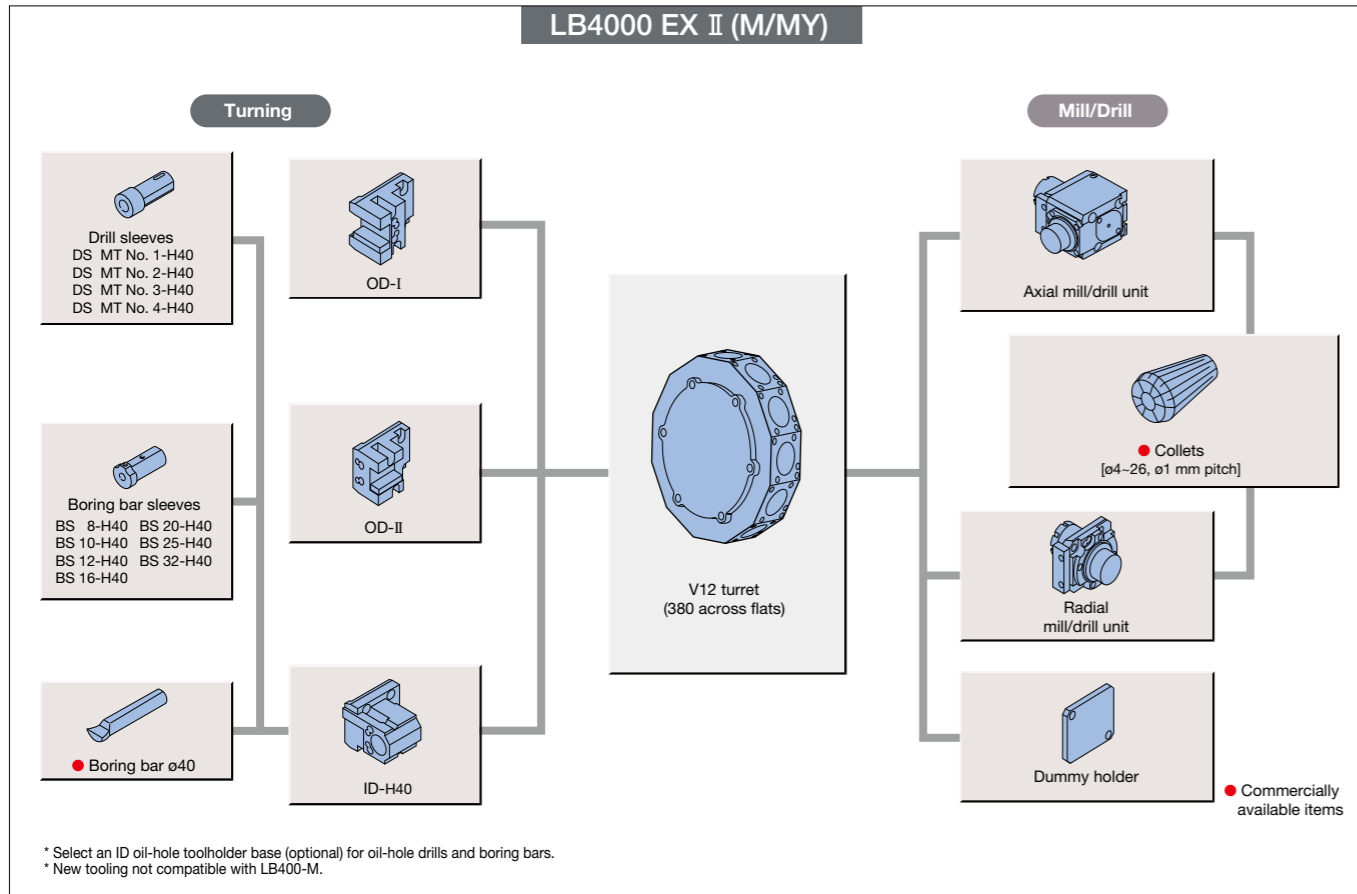 LB4000 EX Ⅱ (M/MY)
Turning
Drill sleeves
DS MT No. 1-H40
DS MT No. 2-H40
DS MT No. 3-H40
DS MT No. 4-H40
OD-Ⅰ
Boring bar sleeves
BS 8-H40 BS 20-H40
BS 10-H40 BS 25-H40
BS 12-H40 BS 32-H40
BS 16-H40
OD-Ⅱ
● Boring bar ø40
ID-H40
V12 turret
(380 across flats)
Mill/Drill
Axial mill/drill unit
● Collets
[ø4~26, ø1 mm pitch]
Radial
mill/drill unit
Dummy holder
● Commercially
available items
* Select an ID oil-hole toolholder base (optional) for oil-hole drills and boring bars.
* New tooling not compatible with LB400-M.